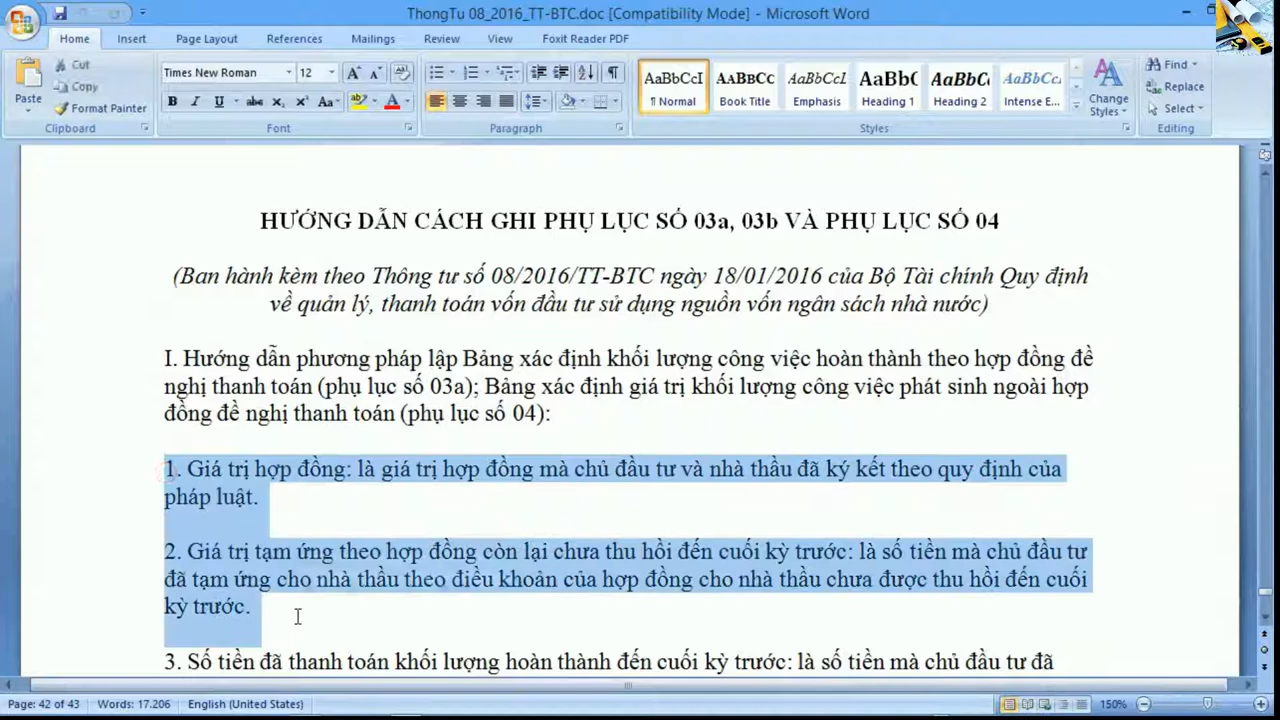 ThongTu 08_2016_TT-BTC.doc [Compatibility Mode] - Microsoft Word
Home Insert Page Layout References Mailings Review View Foxit Reader PDF
Cut
Copy
Format Painter
Paste
Clipboard
Times New Roman 12
B I U abc x₂ x² Aa
Font
Paragraph
AaBbCcI AaBbCc AaBbCcL AaBbC AaBbCc AaBbCc
¶ Normal Book Title Emphasis Heading 1 Heading 2 Intense E...
Change
Styles
Styles
Find
Replace
Select
Editing
HƯỚNG DẪN CÁCH GHI PHỤ LỤC SỐ 03a, 03b VÀ PHỤ LỤC SỐ 04
(Ban hành kèm theo Thông tư số 08/2016/TT-BTC ngày 18/01/2016 của Bộ Tài chính Quy định
về quản lý, thanh toán vốn đầu tư sử dụng nguồn vốn ngân sách nhà nước)
I. Hướng dẫn phương pháp lập Bảng xác định khối lượng công việc hoàn thành theo hợp đồng đề
nghị thanh toán (phụ lục số 03a); Bảng xác định giá trị khối lượng công việc phát sinh ngoài hợp
đồng đề nghị thanh toán (phụ lục số 04):
1. Giá trị hợp đồng: là giá trị hợp đồng mà chủ đầu tư và nhà thầu đã ký kết theo quy định của
pháp luật.
2. Giá trị tạm ứng theo hợp đồng còn lại chưa thu hồi đến cuối kỳ trước: là số tiền mà chủ đầu tư
đã tạm ứng cho nhà thầu theo điều khoản của hợp đồng cho nhà thầu chưa được thu hồi đến cuối
kỳ trước.
3. Số tiền đã thanh toán khối lượng hoàn thành đến cuối kỳ trước: là số tiền mà chủ đầu tư đã
Page: 42 of 43 Words: 17.206 English (United States) 150%